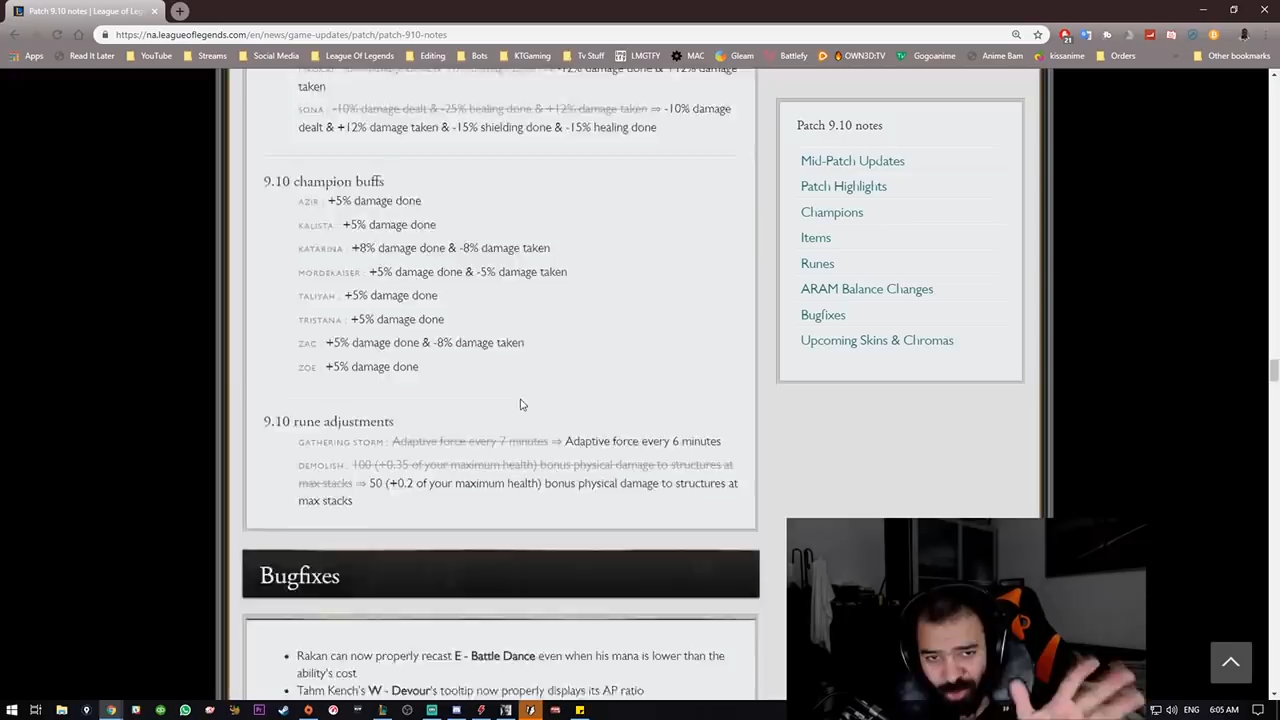 Patch 9.10 notes | League of Leg
https://na.leagueoflegends.com/en/news/game-updates/patch/patch-910-notes
21
Apps
Read It Later
YouTube
Streams
Social Media
League Of Legends
Editing
Bots
KTGaming
Tv Stuff
LMGTFY
MAC
Gleam
Battlefy
OWN3D:TV
Gogoanime
Anime Bam
kissanime
Orders
Other bookmarks
-12% damage done & +12% damage
taken
SONA : -10% damage dealt & -25% healing done & +12% damage taken ⇒ -10% damage
dealt & +12% damage taken & -15% shielding done & -15% healing done
9.10 champion buffs
AZIR : +5% damage done
KALISTA : +5% damage done
KATARINA : +8% damage done & -8% damage taken
MORDEKAISER : +5% damage done & -5% damage taken
TALIYAH : +5% damage done
TRISTANA : +5% damage done
ZAC : +5% damage done & -8% damage taken
ZOE : +5% damage done
9.10 rune adjustments
GATHERING STORM : Adaptive force every 7 minutes ⇒ Adaptive force every 6 minutes
DEMOLISH : 100 (+0.35 of your maximum health) bonus physical damage to structures at
max stacks ⇒ 50 (+0.2 of your maximum health) bonus physical damage to structures at
max stacks
Bugfixes
• Rakan can now properly recast E - Battle Dance even when his mana is lower than the
ability's cost
• Tahm Kench's W - Devour's tooltip now properly displays its AP ratio
Patch 9.10 notes
Mid-Patch Updates
Patch Highlights
Champions
Items
Runes
ARAM Balance Changes
Bugfixes
Upcoming Skins & Chromas
ENG
6:05 AM